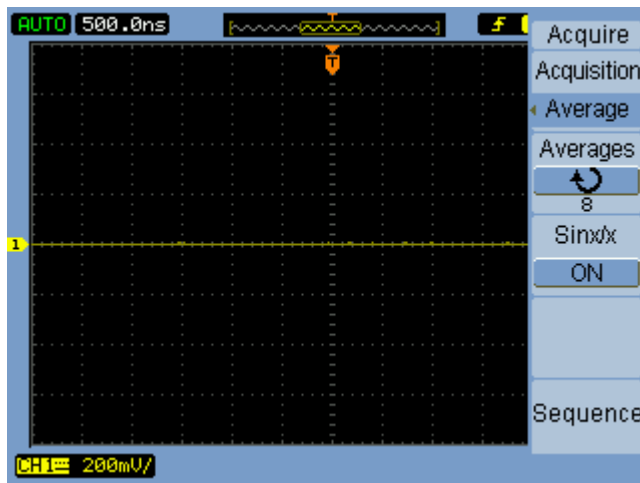 AUTO 500.0ns
T
Acquire
Acquisition
Average
Averages
8
Sinx/x
ON
1
Sequence
CH1 200mV/